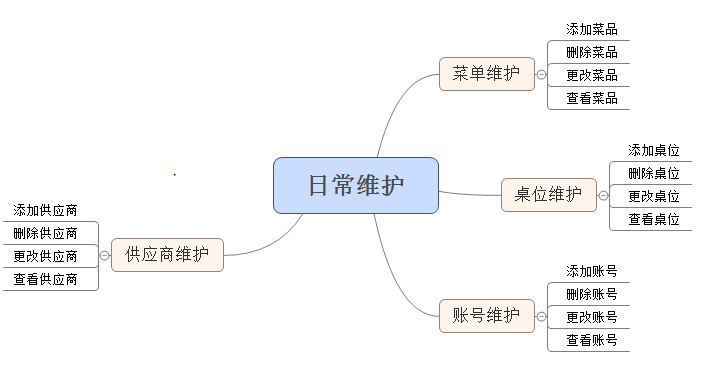 日常维护
菜单维护
添加菜品
删除菜品
更改菜品
查看菜品
桌位维护
添加桌位
删除桌位
更改桌位
查看桌位
账号维护
添加账号
删除账号
更改账号
查看账号
供应商维护
添加供应商
删除供应商
更改供应商
查看供应商